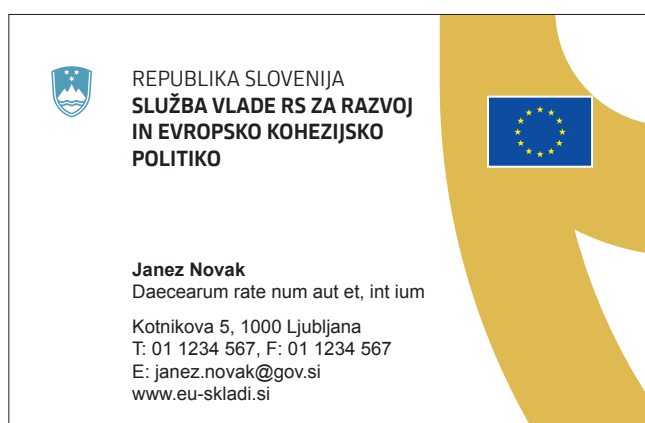 REPUBLIKA SLOVENIJA
SLUŽBA VLADE RS ZA RAZVOJ
IN EVROPSKO KOHEZIJSKO
POLITIKO
Janez Novak
Daecearum rate num aut et, int ium
Kotnikova 5, 1000 Ljubljana
T: 01 1234 567, F: 01 1234 567
E: janez.novak@gov.si
www.eu-skladi.si